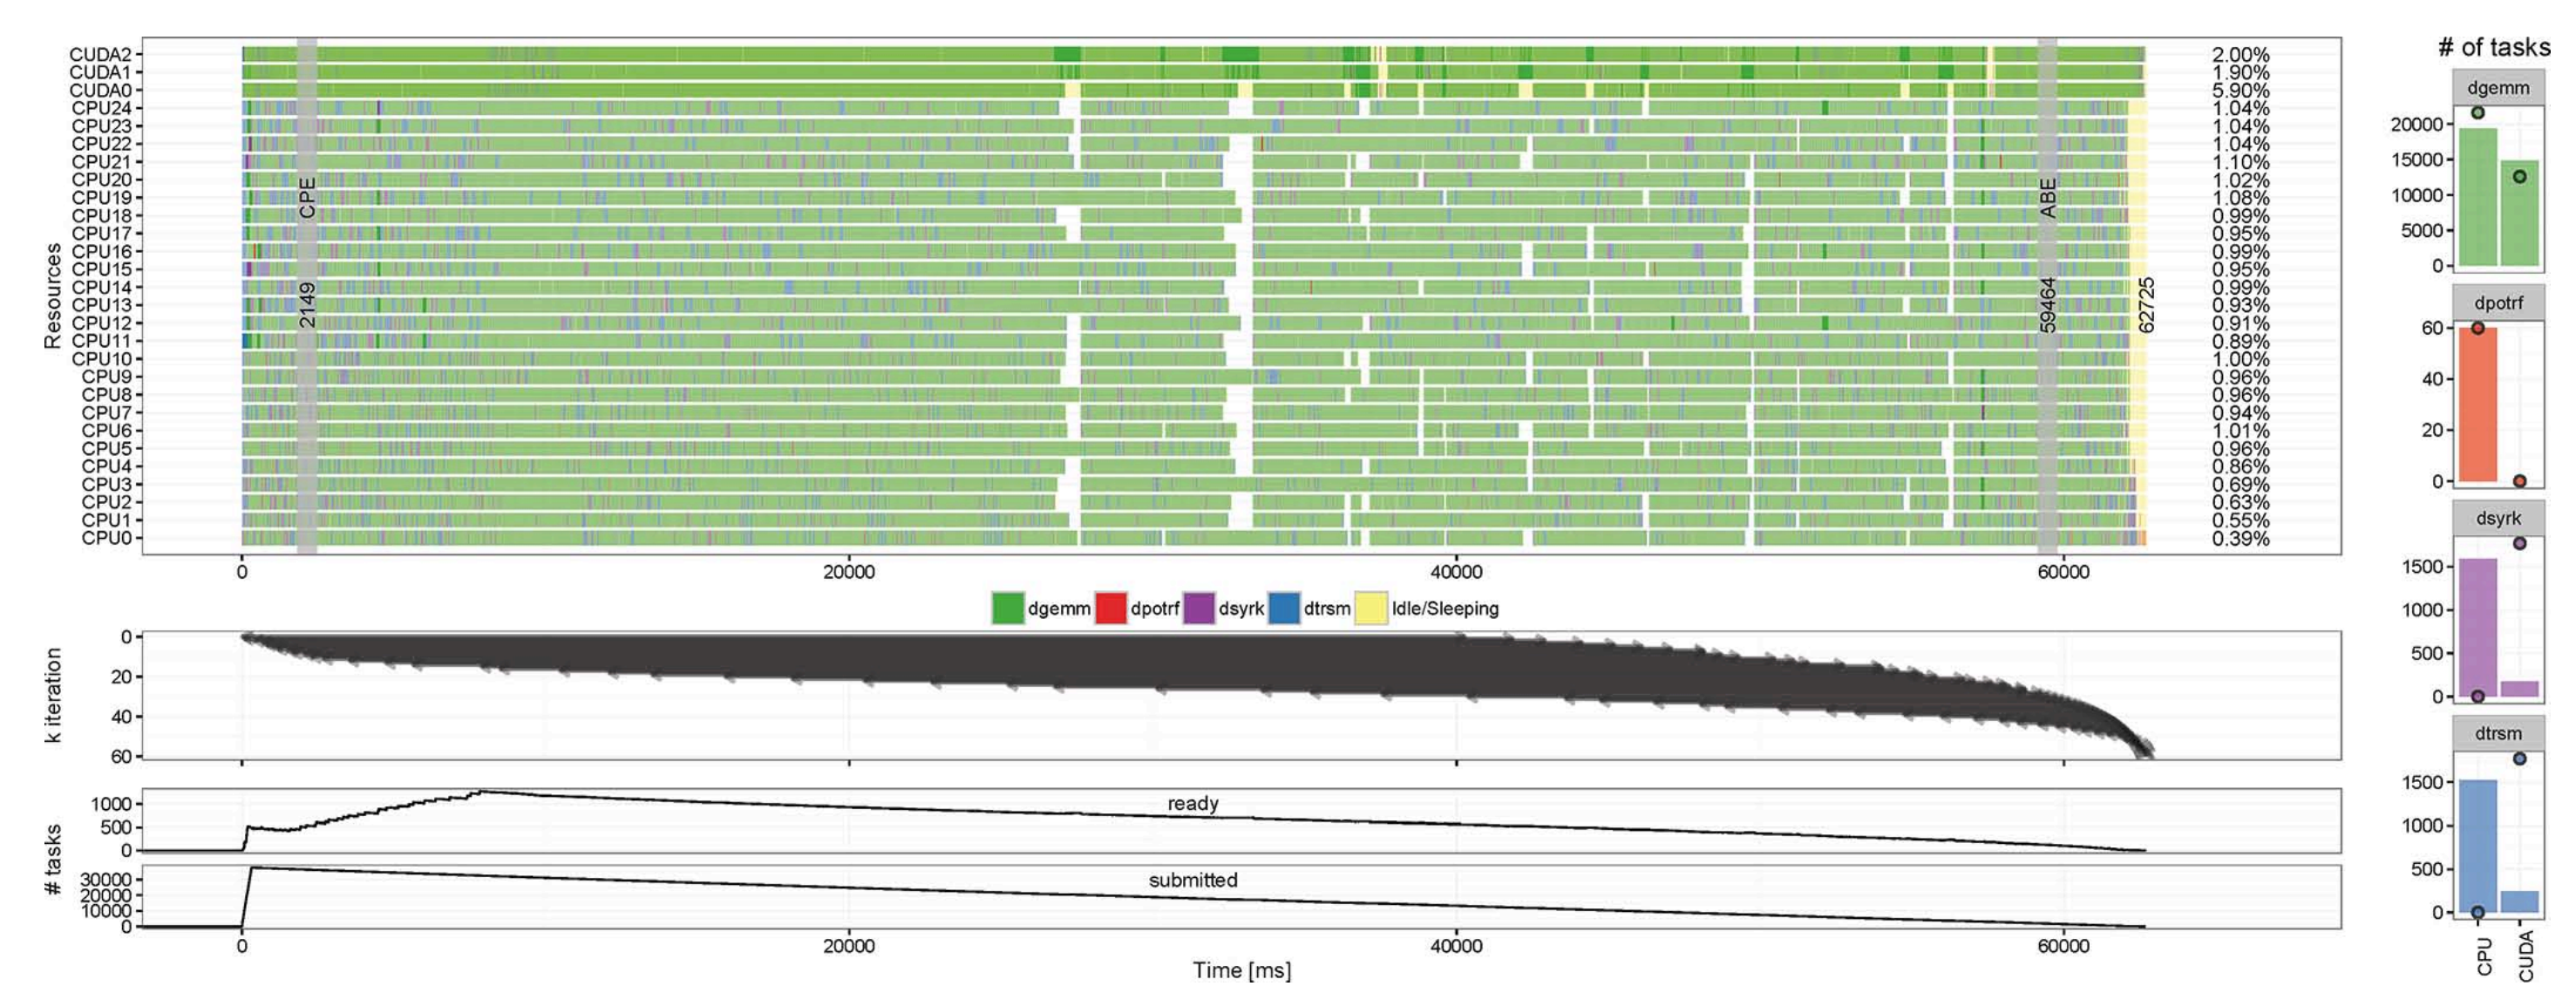 Resources
CUDA2 2.00%
CUDA1 1.90%
CUDA0 5.90%
CPU24 1.04%
CPU23 1.04%
CPU22 1.04%
CPU21 1.10%
CPU20 1.02%
CPU19 1.08%
CPU18 0.99%
CPU17 0.95%
CPU16 0.99%
CPU15 0.95%
CPU14 0.99%
CPU13 0.93%
CPU12 0.91%
CPU11 0.89%
CPU10 1.00%
CPU9 0.96%
CPU8 0.96%
CPU7 0.94%
CPU6 1.01%
CPU5 0.96%
CPU4 0.86%
CPU3 0.69%
CPU2 0.63%
CPU1 0.55%
CPU0 0.39%
2149 CPE
59464 ABE
62725
0 20000 40000 60000
dgemm dpotrf dsyrk dtrsm Idle/Sleeping
k iteration
0
20
40
60
# tasks
ready
1000
500
0
submitted
30000
20000
10000
0
0 20000 40000 60000
Time [ms]
# of tasks
dgemm
20000
15000
10000
5000
0
dpotrf
60
40
20
0
dsyrk
1500
1000
500
0
dtrsm
1500
1000
500
0
CPU
CUDA